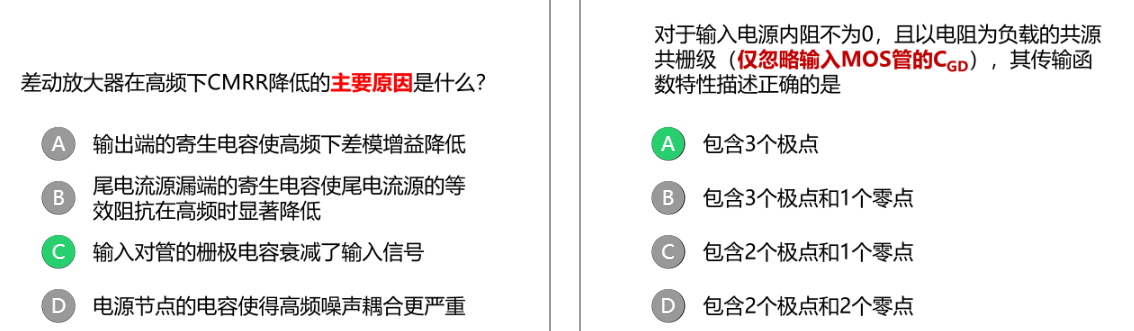 差动放大器在高频下CMRR降低的主要原因是什么?
A 输出端的寄生电容使高频下差模增益降低
B 尾电流源漏端的寄生电容使尾电流源的等
效阻抗在高频时显著降低
C 输入对管的栅极电容衰减了输入信号
D 电源节点的电容使得高频噪声耦合更严重
对于输入电源内阻不为0，且以电阻为负载的共源
共栅级（仅忽略输入MOS管的CGD），其传输函
数特性描述正确的是
A 包含3个极点
B 包含3个极点和1个零点
C 包含2个极点和1个零点
D 包含2个极点和2个零点